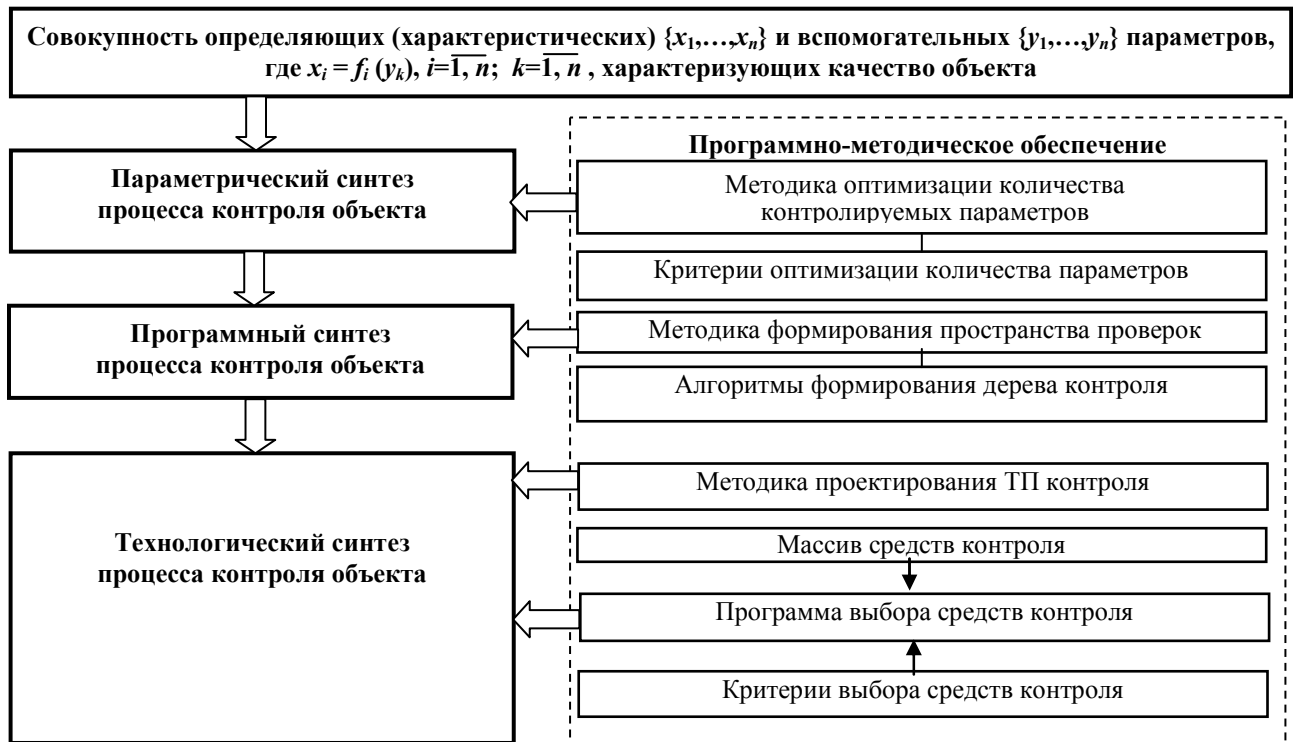 Совокупность определяющих (характеристических) {x₁,…,xₙ} и вспомогательных {y₁,…,yₙ} параметров,
где xᵢ = fᵢ (yₖ), i=1, n; k=1, n , характеризующих качество объекта
Программно-методическое обеспечение
Параметрический синтез
процесса контроля объекта
Методика оптимизации количества
контролируемых параметров
Критерии оптимизации количества параметров
Программный синтез
процесса контроля объекта
Методика формирования пространства проверок
Алгоритмы формирования дерева контроля
Технологический синтез
процесса контроля объекта
Методика проектирования ТП контроля
Массив средств контроля
Программа выбора средств контроля
Критерии выбора средств контроля